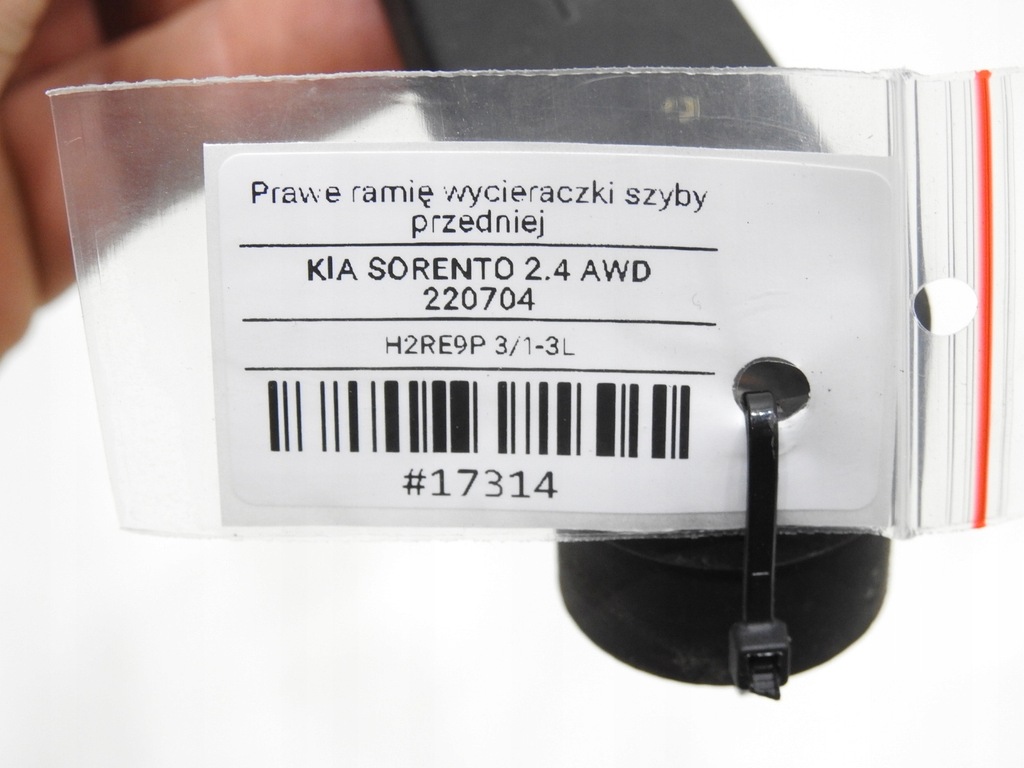 Prawe ramię wycieraczki szyby
przedniej
KIA SORENTO 2.4 AWD
220704
H2RE9P 3/1-3L
#17314